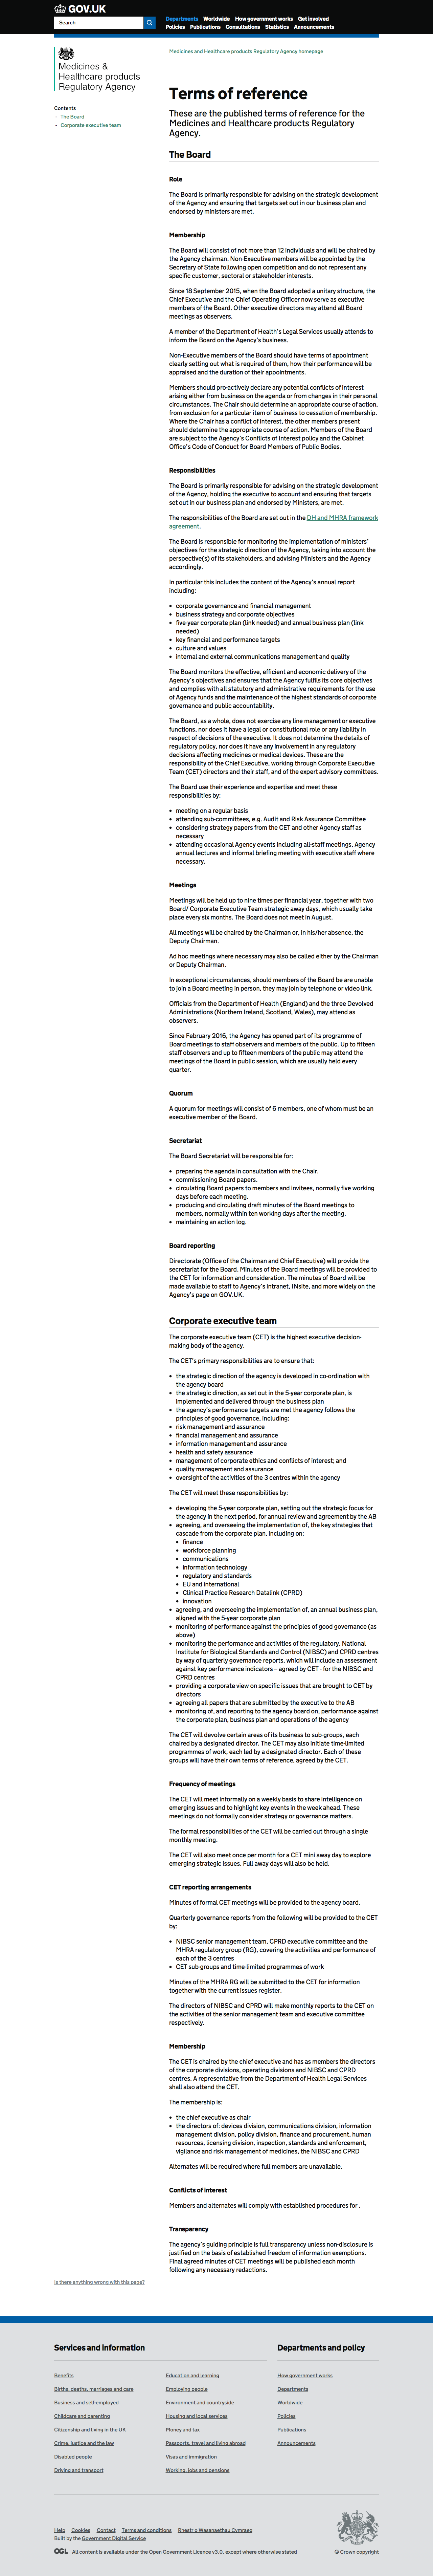 GOV.UK
Search
Departments Worldwide How government works Get involved
Policies Publications Consultations Statistics Announcements
Medicines &
Healthcare products
Regulatory Agency
Medicines and Healthcare products Regulatory Agency homepage
Contents
The Board
Corporate executive team
Terms of reference
These are the published terms of reference for the
Medicines and Healthcare products Regulatory
Agency.
The Board
Role
The Board is primarily responsible for advising on the strategic development
of the Agency and ensuring that targets set out in our business plan and
endorsed by ministers are met.
Membership
The Board will consist of not more than 12 individuals and will be chaired by
the Agency chairman. Non-Executive members will be appointed by the
Secretary of State following open competition and do not represent any
specific customer, sectoral or stakeholder interests.
Since 18 September 2015, when the Board adopted a unitary structure, the
Chief Executive and the Chief Operating Officer now serve as executive
members of the Board. Other executive directors may attend all Board
meetings as observers.
A member of the Department of Health's Legal Services usually attends to
inform the Board on the Agency's business.
Non-Executive members of the Board should have terms of appointment
clearly setting out what is required of them, how their performance will be
appraised and the duration of their appointments.
Members should pro-actively declare any potential conflicts of interest
arising either from business on the agenda or from changes in their personal
circumstances. The Chair should determine an appropriate course of action,
from exclusion for a particular item of business to cessation of membership.
Where the Chair has a conflict of interest, the other members present
should determine the appropriate course of action. Members of the Board
are subject to the Agency's Conflicts of Interest policy and the Cabinet
Office's Code of Conduct for Board Members of Public Bodies.
Responsibilities
The Board is primarily responsible for advising on the strategic development
of the Agency, holding the executive to account and ensuring that targets
set out in our business plan and endorsed by Ministers, are met.
The responsibilities of the Board are set out in the DH and MHRA framework
agreement.
The Board is responsible for monitoring the implementation of ministers'
objectives for the strategic direction of the Agency, taking into account the
perspective(s) of its stakeholders, and advising Ministers and the Agency
accordingly.
In particular this includes the content of the Agency's annual report
including:
corporate governance and financial management
business strategy and corporate objectives
five-year corporate plan (link needed) and annual business plan (link
needed)
key financial and performance targets
culture and values
internal and external communications management and quality
The Board monitors the effective, efficient and economic delivery of the
Agency's objectives and ensures that the Agency fulfils its core objectives
and complies with all statutory and administrative requirements for the use
of funds and the maintenance of the highest standards of corporate
governance and public accountability.
The Board, as a whole, does not exercise any line management or executive
functions, nor does it have a legal or constitutional role or any liability in
respect of decisions of the executive. It does not determine the details of
regulatory policy, nor does it have any involvement in any regulatory
decisions affecting medicines or medical devices. These are the
responsibility of the Chief Executive, working through Corporate Executive
Team (CET) directors and their staff, and of the expert advisory committees.
The Board use their experience and expertise and meet these
responsibilities by:
meeting on a regular basis
attending sub-committees, e.g. Audit and Risk Assurance Committee
considering strategy papers from the CET and other Agency staff as
necessary
attending occasional Agency events including all-staff meetings, Agency
annual lectures and informal briefing with executive staff where
necessary.
Meetings
Meetings will be held up to nine times per financial year, together with two
Board/ Corporate Executive Team strategic away days, which usually take
place every six months. The Board does not meet in August.
All meetings will be chaired by the Chairman or, in his/her absence, the
Deputy Chairman.
Ad hoc meetings where necessary may also be called either by the Chairman
or Deputy Chairman.
In exceptional circumstances, should members of the Board be are unable
to join a Board meeting in person, they may join by telephone or video link.
Officials from the Department of Health (England) and the three Devolved
Administrations (Northern Ireland, Scotland, Wales), may attend as
observers.
Since February 2016, the Agency has opened part of its programme of
Board meetings to staff observers and members of the public. Up to fifteen
staff observers and up to fifteen members of the public may attend the
meetings of the Board in public session, which are usually held every
quarter.
Quorum
A quorum for meetings will consist of 6 members, one of whom must be an
executive member of the Board.
Secretariat
The Board Secretariat will be responsible for:
preparing the agenda in consultation with the Chair.
commissioning Board papers.
circulating Board papers to members and invitees, normally five working
days before each meeting.
producing and circulating draft minutes of the Board meetings to
members, normally within ten working days after the meeting.
maintaining an action log.
Board reporting
Directorate (Office of the Chairman and Chief Executive) will provide the
secretariat for the Board. Minutes of the Board meetings will be provided to
the CET for information and consideration. The minutes of Board will be
made available to staff to Agency's intranet, INsite, and more widely on the
Agency's page on GOV.UK.
Corporate executive team
The corporate executive team (CET) is the highest executive decision-
making body of the agency.
The CET's primary responsibilities are to ensure that:
the strategic direction of the agency is developed in co-ordination with
the agency board
the strategic direction, as set out in the 5-year corporate plan, is
implemented and delivered through the business plan
the agency's performance targets are met the agency follows the
principles of good governance, including:
risk management and assurance
financial management and assurance
information management and assurance
health and safety assurance
management of corporate ethics and conflicts of interest; and
quality management and assurance
oversight of the activities of the 3 centres within the agency
The CET will meet these responsibilities by:
developing the 5-year corporate plan, setting out the strategic focus for
the agency in the next period, for annual review and agreement by the AB
agreeing, and overseeing the implementation of, the key strategies that
cascade from the corporate plan, including on:
finance
workforce planning
communications
information technology
regulatory and standards
EU and international
Clinical Practice Research Datalink (CPRD)
innovation
agreeing, and overseeing the implementation of, an annual business plan,
aligned with the 5-year corporate plan
monitoring of performance against the principles of good governance (as
above)
monitoring the performance and activities of the regulatory, National
Institute for Biological Standards and Control (NIBSC) and CPRD centres
by way of quarterly governance reports, which will include an assessment
against key performance indicators – agreed by CET - for the NIBSC and
CPRD centres
providing a corporate view on specific issues that are brought to CET by
directors
agreeing all papers that are submitted by the executive to the AB
monitoring of, and reporting to the agency board on, performance against
the corporate plan, business plan and operations of the agency
The CET will devolve certain areas of its business to sub-groups, each
chaired by a designated director. The CET may also initiate time-limited
programmes of work, each led by a designated director. Each of these
groups will have their own terms of reference, agreed by the CET.
Frequency of meetings
The CET will meet informally on a weekly basis to share intelligence on
emerging issues and to highlight key events in the week ahead. These
meetings do not formally consider strategy or governance matters.
The formal responsibilities of the CET will be carried out through a single
monthly meeting.
The CET will also meet once per month for a CET mini away day to explore
emerging strategic issues. Full away days will also be held.
CET reporting arrangements
Minutes of formal CET meetings will be provided to the agency board.
Quarterly governance reports from the following will be provided to the CET
by:
NIBSC senior management team, CPRD executive committee and the
MHRA regulatory group (RG), covering the activities and performance of
each of the 3 centres
CET sub-groups and time-limited programmes of work
Minutes of the MHRA RG will be submitted to the CET for information
together with the current issues register.
The directors of NIBSC and CPRD will make monthly reports to the CET on
the activities of the senior management team and executive committee
respectively.
Membership
The CET is chaired by the chief executive and has as members the directors
of the corporate divisions, operating divisions and NIBSC and CPRD
centres. A representative from the Department of Health Legal Services
shall also attend the CET.
The membership is:
the chief executive as chair
the directors of: devices division, communications division, information
management division, policy division, finance and procurement, human
resources, licensing division, inspection, standards and enforcement,
vigilance and risk management of medicines, the NIBSC and CPRD
Alternates will be required where full members are unavailable.
Conflicts of interest
Members and alternates will comply with established procedures for .
Transparency
The agency's guiding principle is full transparency unless non-disclosure is
justified on the basis of established freedom of information exemptions.
Final agreed minutes of CET meetings will be published each month
following any necessary redactions.
Is there anything wrong with this page?
Services and information
Benefits
Births, deaths, marriages and care
Business and self-employed
Childcare and parenting
Citizenship and living in the UK
Crime, justice and the law
Disabled people
Driving and transport
Education and learning
Employing people
Environment and countryside
Housing and local services
Money and tax
Passports, travel and living abroad
Visas and immigration
Working, jobs and pensions
Departments and policy
How government works
Departments
Worldwide
Policies
Publications
Announcements
Help Cookies Contact Terms and conditions Rhestr o Wasanaethau Cymraeg
Built by the Government Digital Service
OGL All content is available under the Open Government Licence v3.0, except where otherwise stated
© Crown copyright